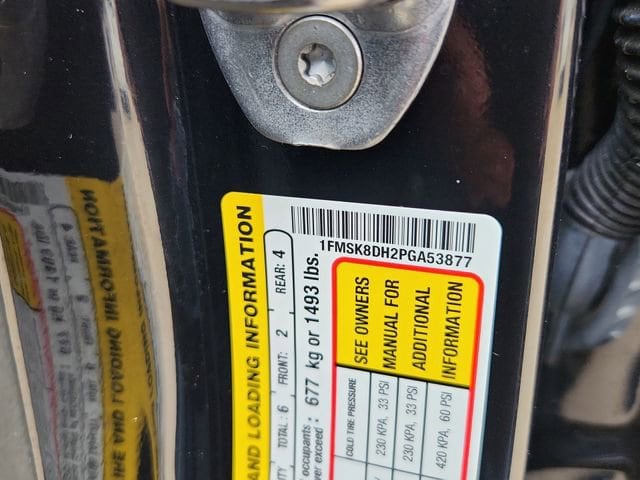 1FMSK8DH2PGA53877
AND LOADING INFORMATION
TOTAL: 6 FRONT: 2 REAR: 4
occupants: 677 kg or 1493 lbs.
exceed:
SEE OWNERS
MANUAL FOR
ADDITIONAL
INFORMATION
COLD TIRE PRESSURE
230 KPA, 33 PSI
230 KPA, 33 PSI
420 KPA, 60 PSI